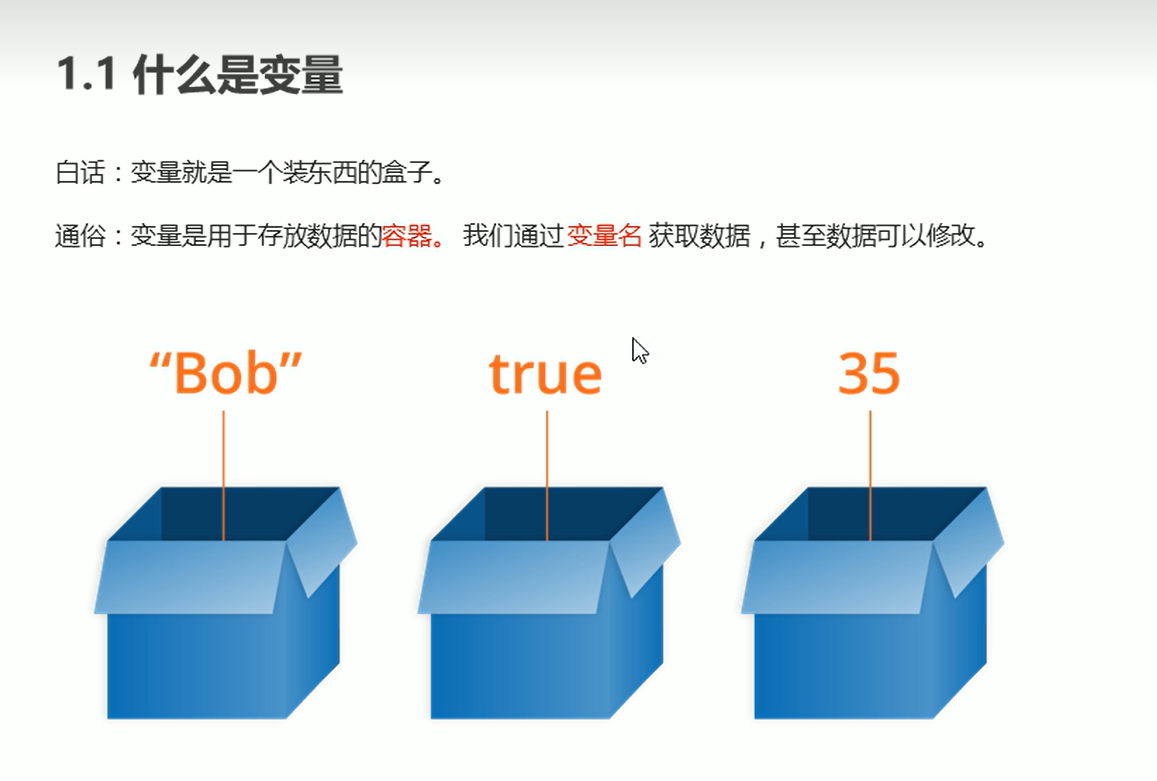 1.1 什么是变量
白话：变量就是一个装东西的盒子。
通俗：变量是用于存放数据的容器。 我们通过 变量名 获取数据，甚至数据可以修改。
“Bob”
true
35